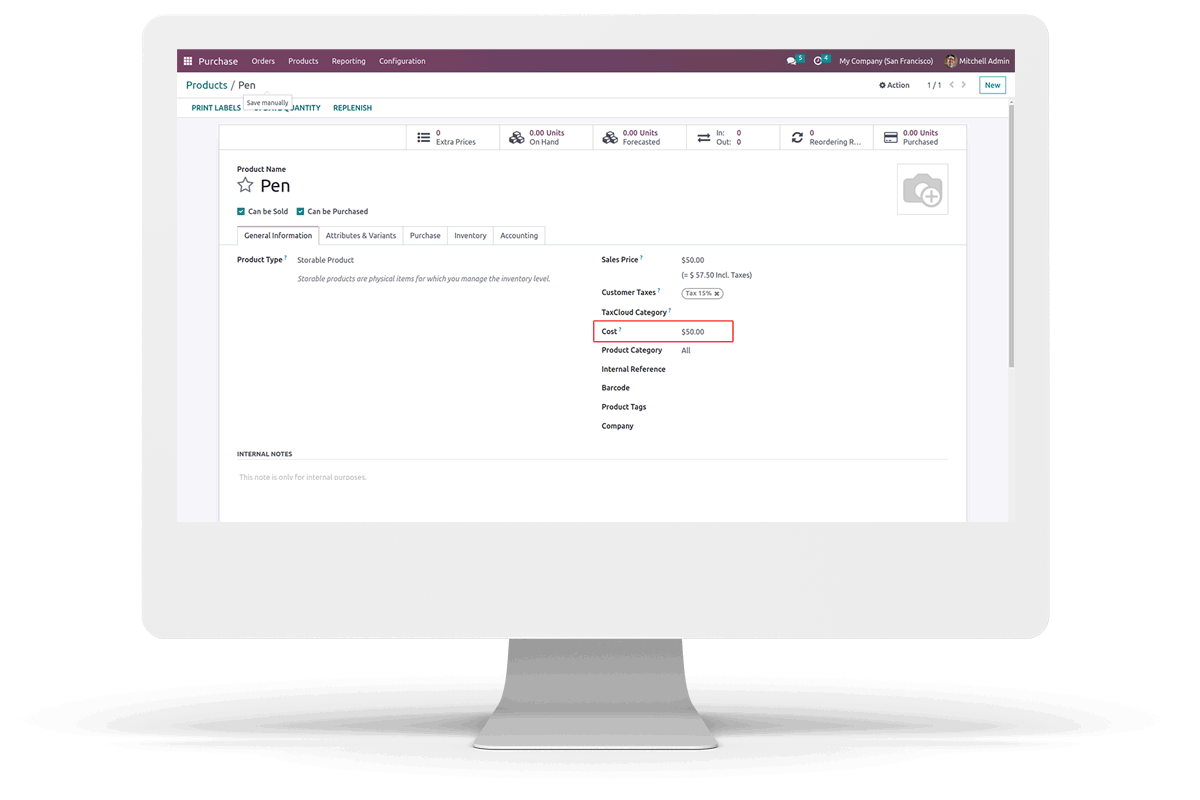 Purchase Orders Products Reporting Configuration 5 4 My Company (San Francisco) Mitchell Admin
Products / Pen Action 1 / 1 New
Save manually
PRINT LABELS QUANTITY REPLENISH
0 Extra Prices
0.00 Units On Hand
0.00 Units Forecasted
In: 0
Out: 0
0 Reordering R...
0.00 Units Purchased
Product Name
Pen
Can be Sold Can be Purchased
General Information Attributes & Variants Purchase Inventory Accounting
Product Type ? Storable Product
Storable products are physical items for which you manage the inventory level.
Sales Price ? $50.00
(= $ 57.50 Incl. Taxes)
Customer Taxes ? Tax 15% ×
TaxCloud Category ?
Cost ? $50.00
Product Category All
Internal Reference
Barcode
Product Tags
Company
INTERNAL NOTES
This note is only for internal purposes.